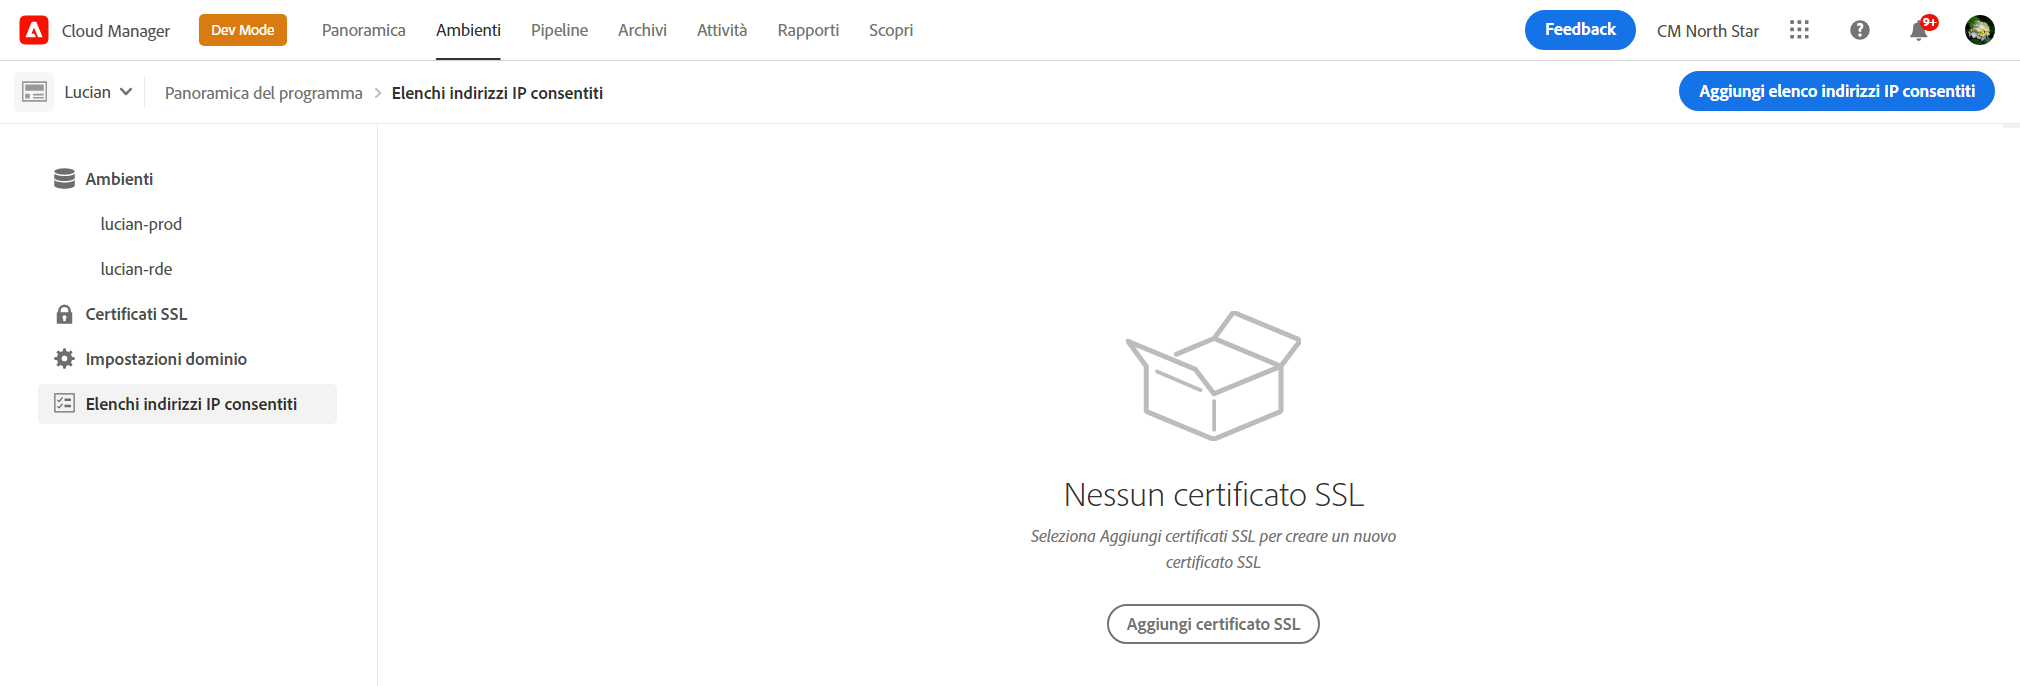 Cloud Manager
Dev Mode
Panoramica
Ambienti
Pipeline
Archivi
Attività
Rapporti
Scopri
Feedback
CM North Star
9+
Lucian
Panoramica del programma
Elenchi indirizzi IP consentiti
Aggiungi elenco indirizzi IP consentiti
Ambienti
lucian-prod
lucian-rde
Certificati SSL
Impostazioni dominio
Elenchi indirizzi IP consentiti
Nessun certificato SSL
Seleziona Aggiungi certificati SSL per creare un nuovo
certificato SSL
Aggiungi certificato SSL